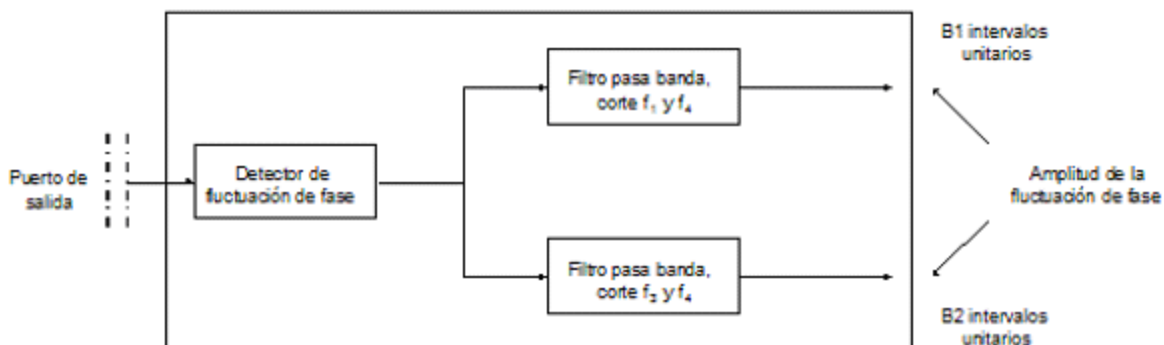 B1 intervalos
unitarios
Filtro pasa banda,
corte f₁ y f₄
Puerto de
salida
Detector de
fluctuación de fase
Amplitud de la
fluctuación de fase
Filtro pasa banda,
corte f₃ y f₄
B2 intervalos
unitarios